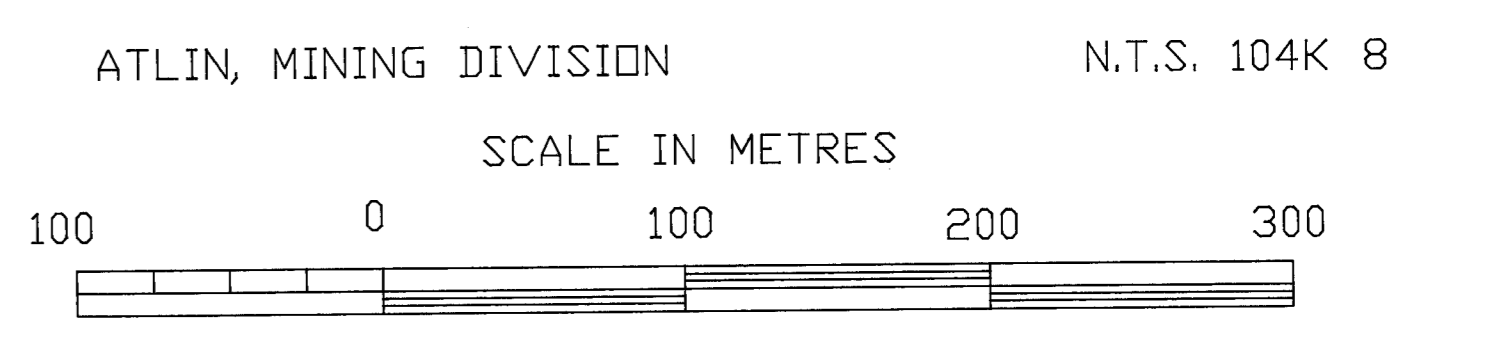 ATLIN, MINING DIVISION N.T.S. 104K 8
SCALE IN METRES
100 0 100 200 300